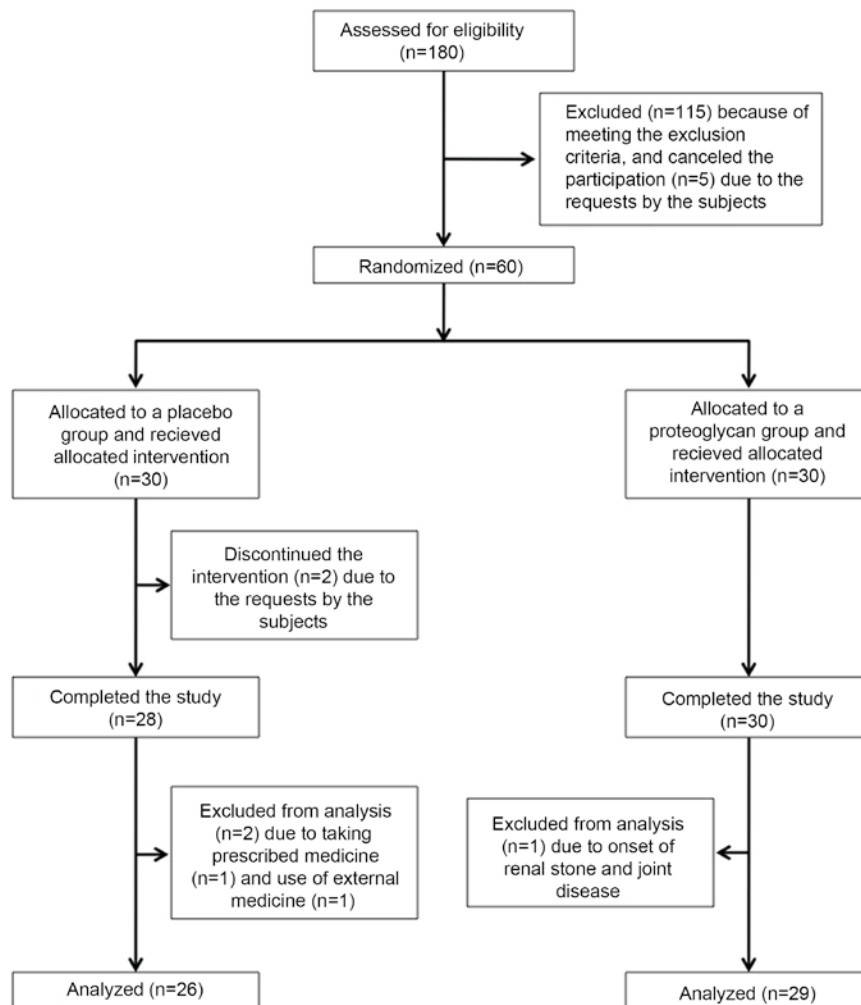 Assessed for eligibility
(n=180)
Excluded (n=115) because of
meeting the exclusion
criteria, and canceled the
participation (n=5) due to the
requests by the subjects
Randomized (n=60)
Allocated to a placebo
group and recieved
allocated intervention
(n=30)
Allocated to a
proteoglycan group and
recieved allocated
intervention (n=30)
Discontinued the
intervention (n=2) due to
the requests by the
subjects
Completed the study
(n=28)
Completed the study
(n=30)
Excluded from analysis
(n=2) due to taking
prescribed medicine
(n=1) and use of external
medicine (n=1)
Excluded from analysis
(n=1) due to onset of
renal stone and joint
disease
Analyzed (n=26)
Analyzed (n=29)